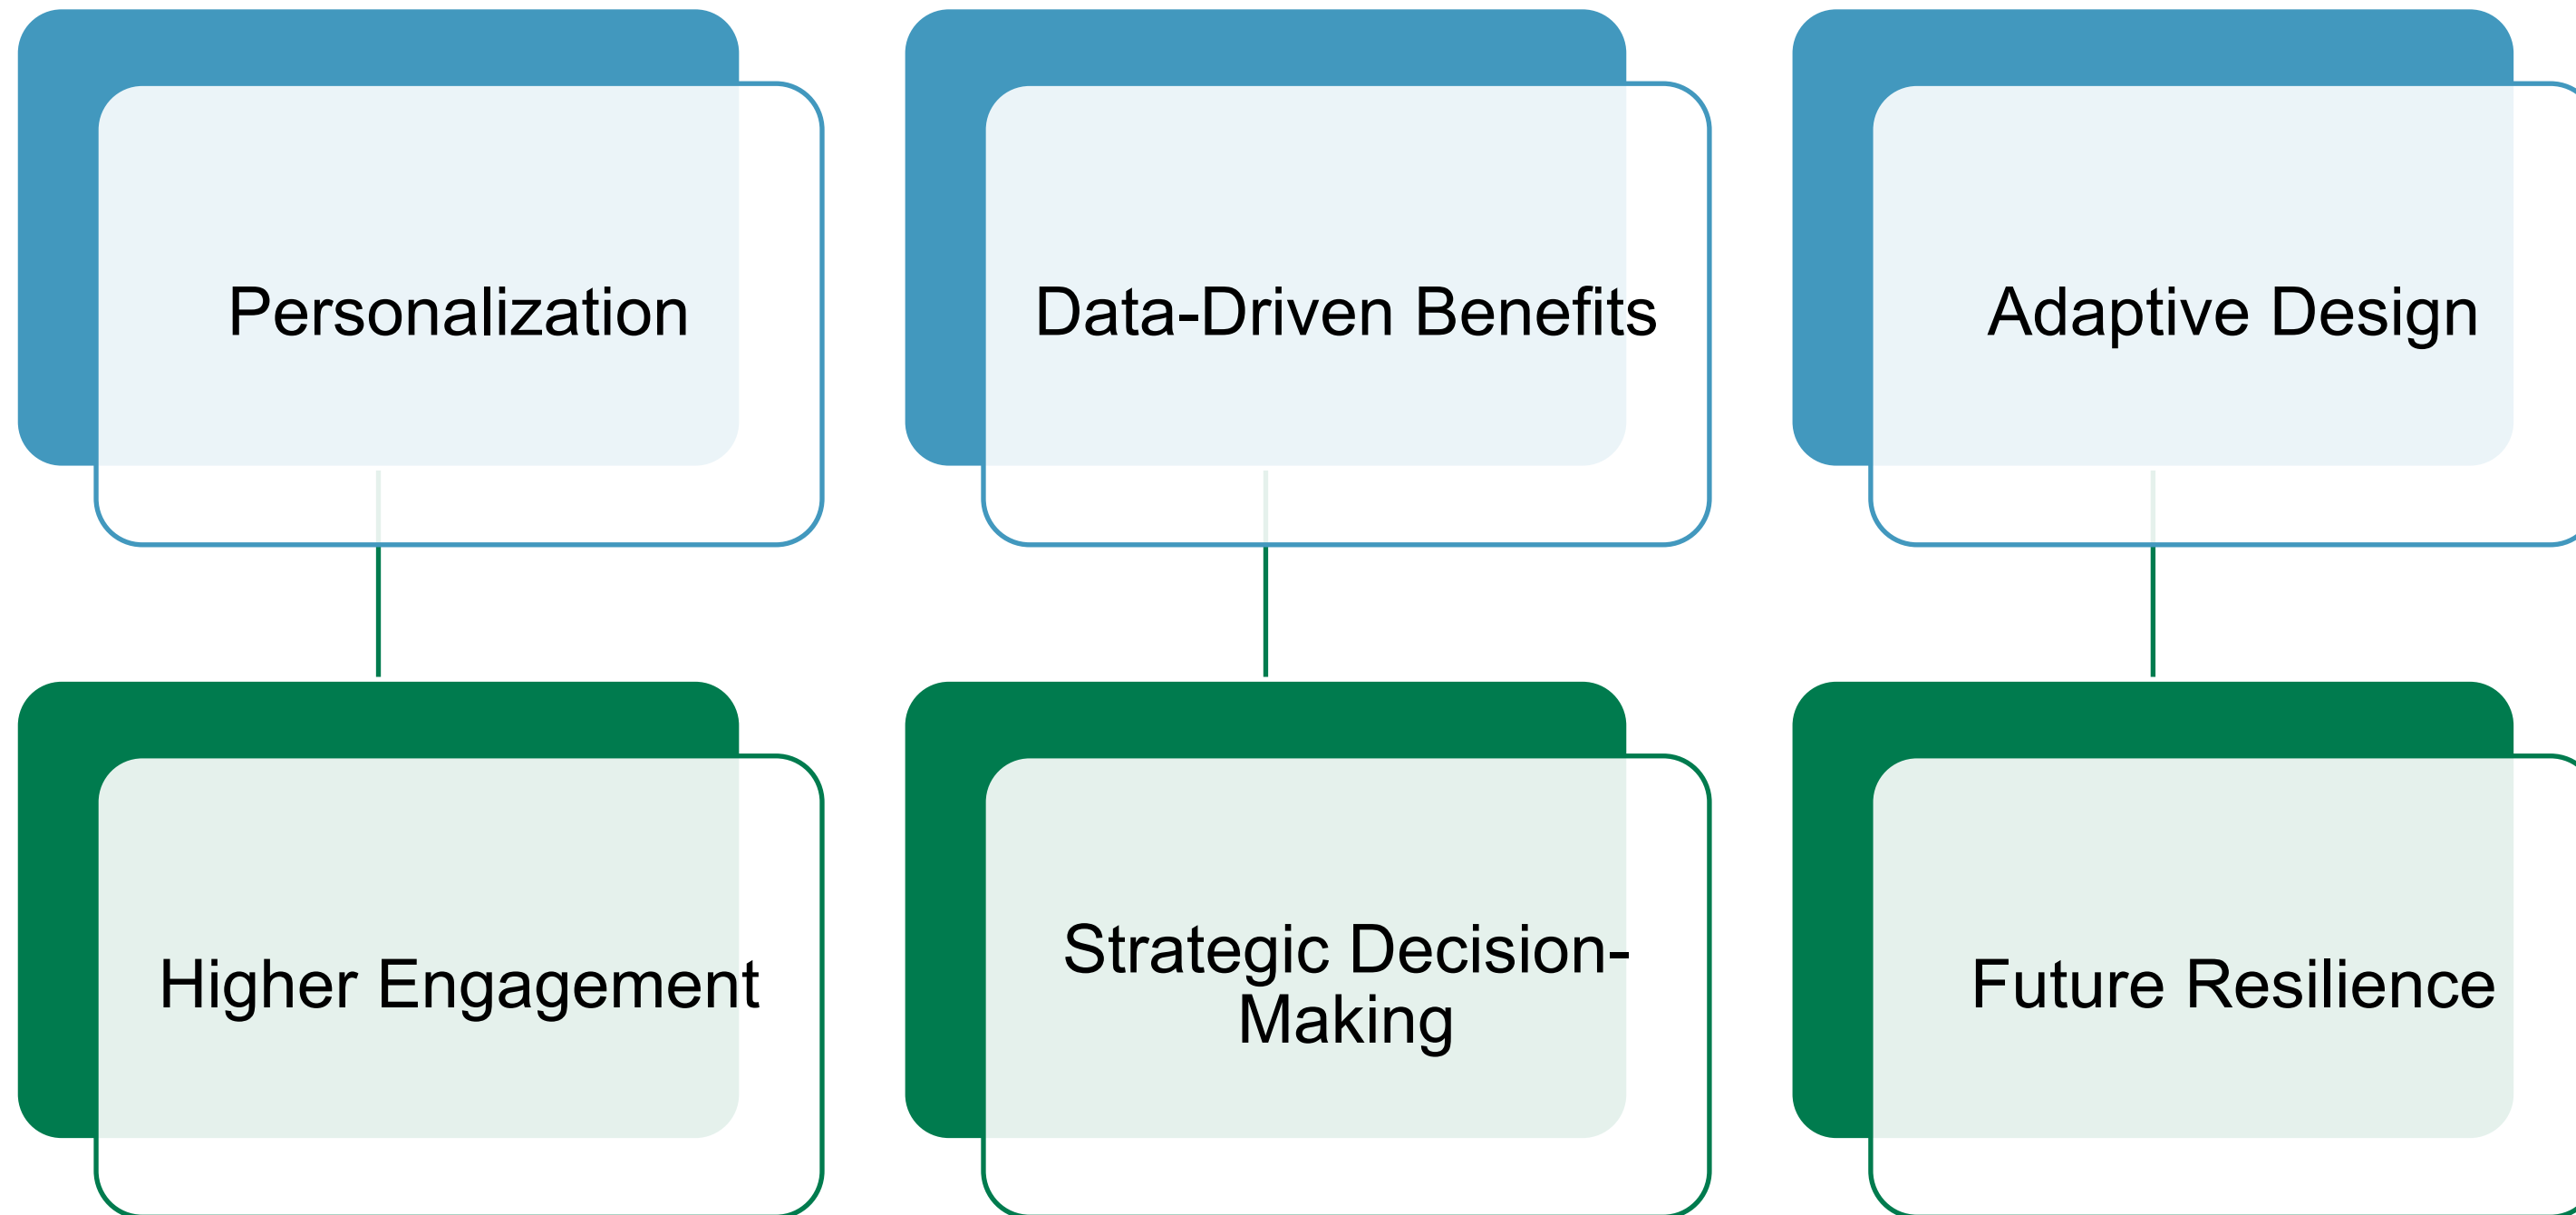 Personalization
Data-Driven Benefits
Adaptive Design
Higher Engagement
Strategic Decision-
Making
Future Resilience